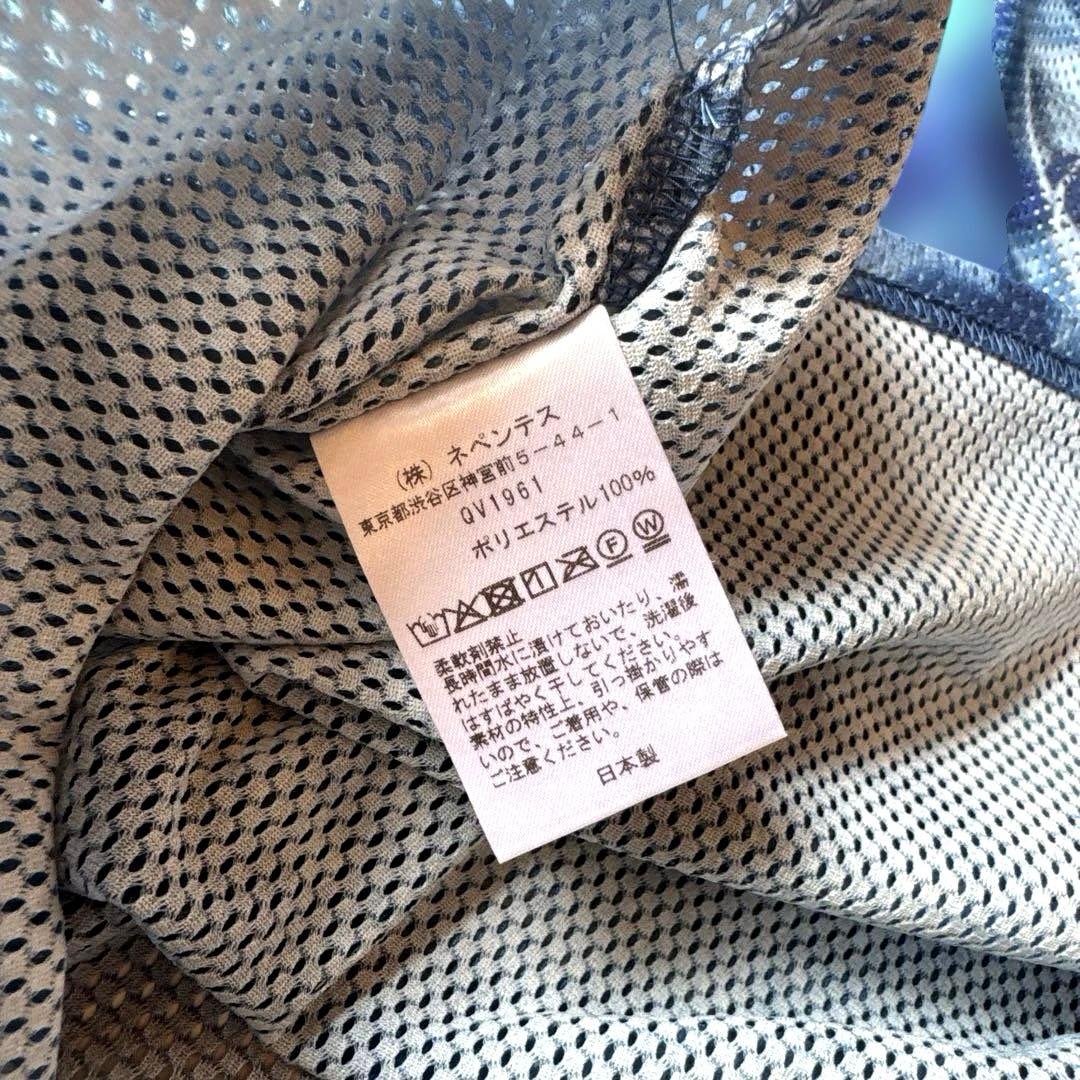 (株) ネペンテス
東京都渋谷区神宮前5-44-1
QV1961
ポリエステル100%
F W
柔軟剤禁止
長時間水に漬けておいたり、濡
れたまま放置しないで、洗濯後
はすばやく干してください。
素材の特性上、引っ掛かりやす
いので、ご着用や、保管の際は
ご注意ください。
日本製